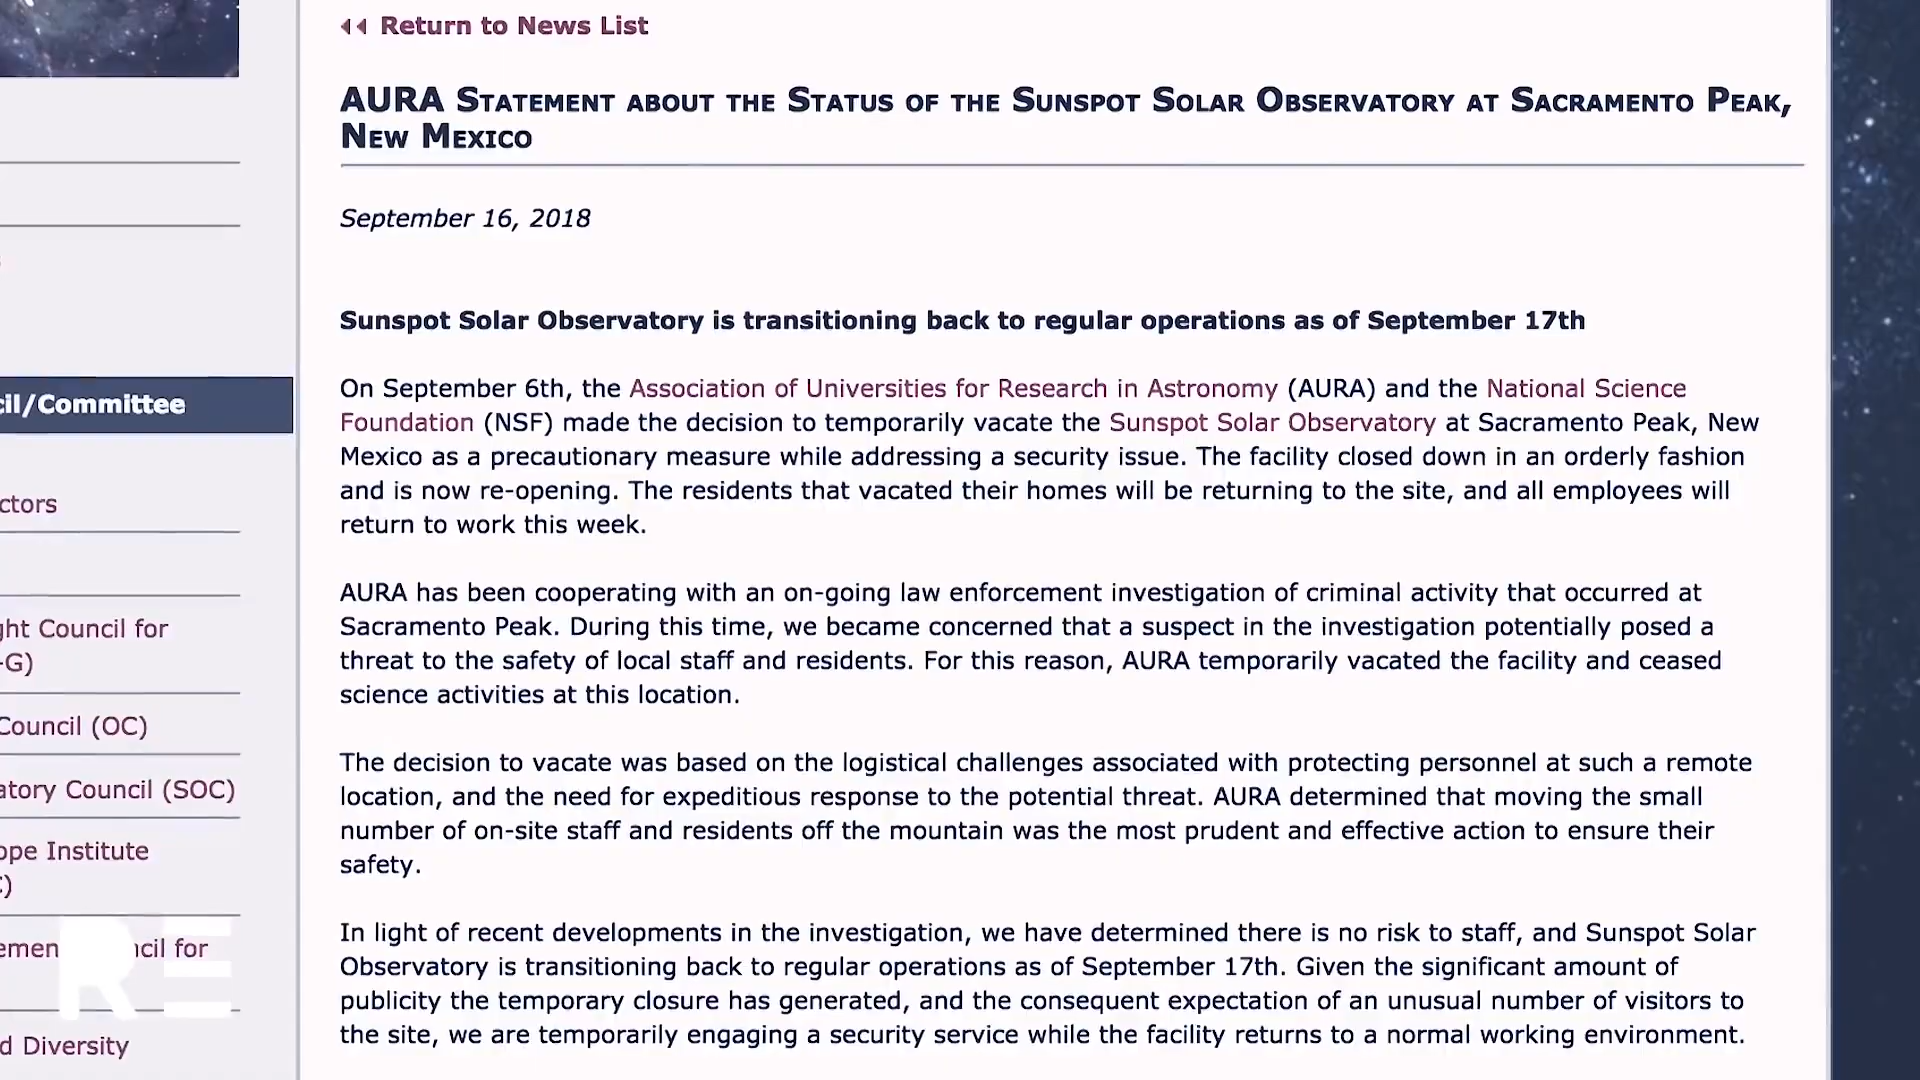 Return to News List
AURA Statement about the Status of the Sunspot Solar Observatory at Sacramento Peak,
New Mexico
September 16, 2018
Sunspot Solar Observatory is transitioning back to regular operations as of September 17th
On September 6th, the Association of Universities for Research in Astronomy (AURA) and the National Science
Foundation (NSF) made the decision to temporarily vacate the Sunspot Solar Observatory at Sacramento Peak, New
Mexico as a precautionary measure while addressing a security issue. The facility closed down in an orderly fashion
and is now re-opening. The residents that vacated their homes will be returning to the site, and all employees will
return to work this week.
AURA has been cooperating with an on-going law enforcement investigation of criminal activity that occurred at
Sacramento Peak. During this time, we became concerned that a suspect in the investigation potentially posed a
threat to the safety of local staff and residents. For this reason, AURA temporarily vacated the facility and ceased
science activities at this location.
The decision to vacate was based on the logistical challenges associated with protecting personnel at such a remote
location, and the need for expeditious response to the potential threat. AURA determined that moving the small
number of on-site staff and residents off the mountain was the most prudent and effective action to ensure their
safety.
In light of recent developments in the investigation, we have determined there is no risk to staff, and Sunspot Solar
Observatory is transitioning back to regular operations as of September 17th. Given the significant amount of
publicity the temporary closure has generated, and the consequent expectation of an unusual number of visitors to
the site, we are temporarily engaging a security service while the facility returns to a normal working environment.
cil/Committee
ctors
ght Council for
-G)
Council (OC)
atory Council (SOC)
ope Institute
cil for
d Diversity
RE